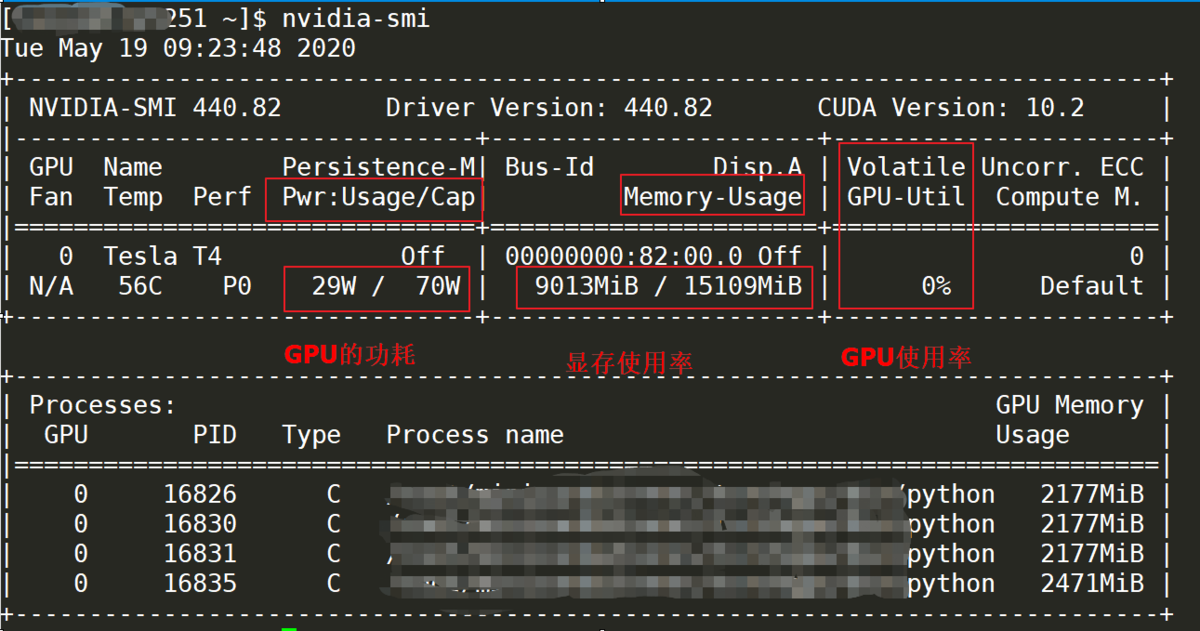 251 ~]$ nvidia-smi
Tue May 19 09:23:48 2020
NVIDIA-SMI 440.82 Driver Version: 440.82 CUDA Version: 10.2
GPU Name Persistence-M| Bus-Id Disp.A | Volatile Uncorr. ECC
Fan Temp Perf Pwr:Usage/Cap| Memory-Usage | GPU-Util Compute M.
0 Tesla T4 Off | 00000000:82:00.0 Off | 0
N/A 56C P0 29W / 70W | 9013MiB / 15109MiB | 0% Default
GPU的功耗 显存使用率 GPU使用率
Processes: GPU Memory
GPU PID Type Process name Usage
0 16826 C /python 2177MiB
0 16830 C python 2177MiB
0 16831 C python 2177MiB
0 16835 C python 2471MiB